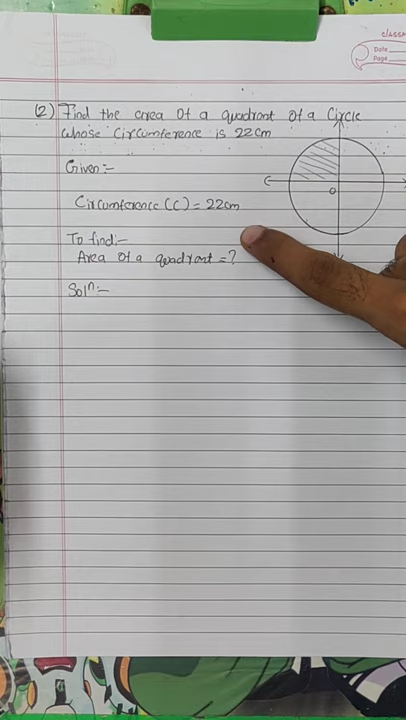 classm
Date
Page
(2) Find the area of a quadrant of a Circle
whose Circumference is 22cm
Given:-
Circumference (C) = 22cm
To find:-
Area of a quadrant = ?
Solⁿ:-
O